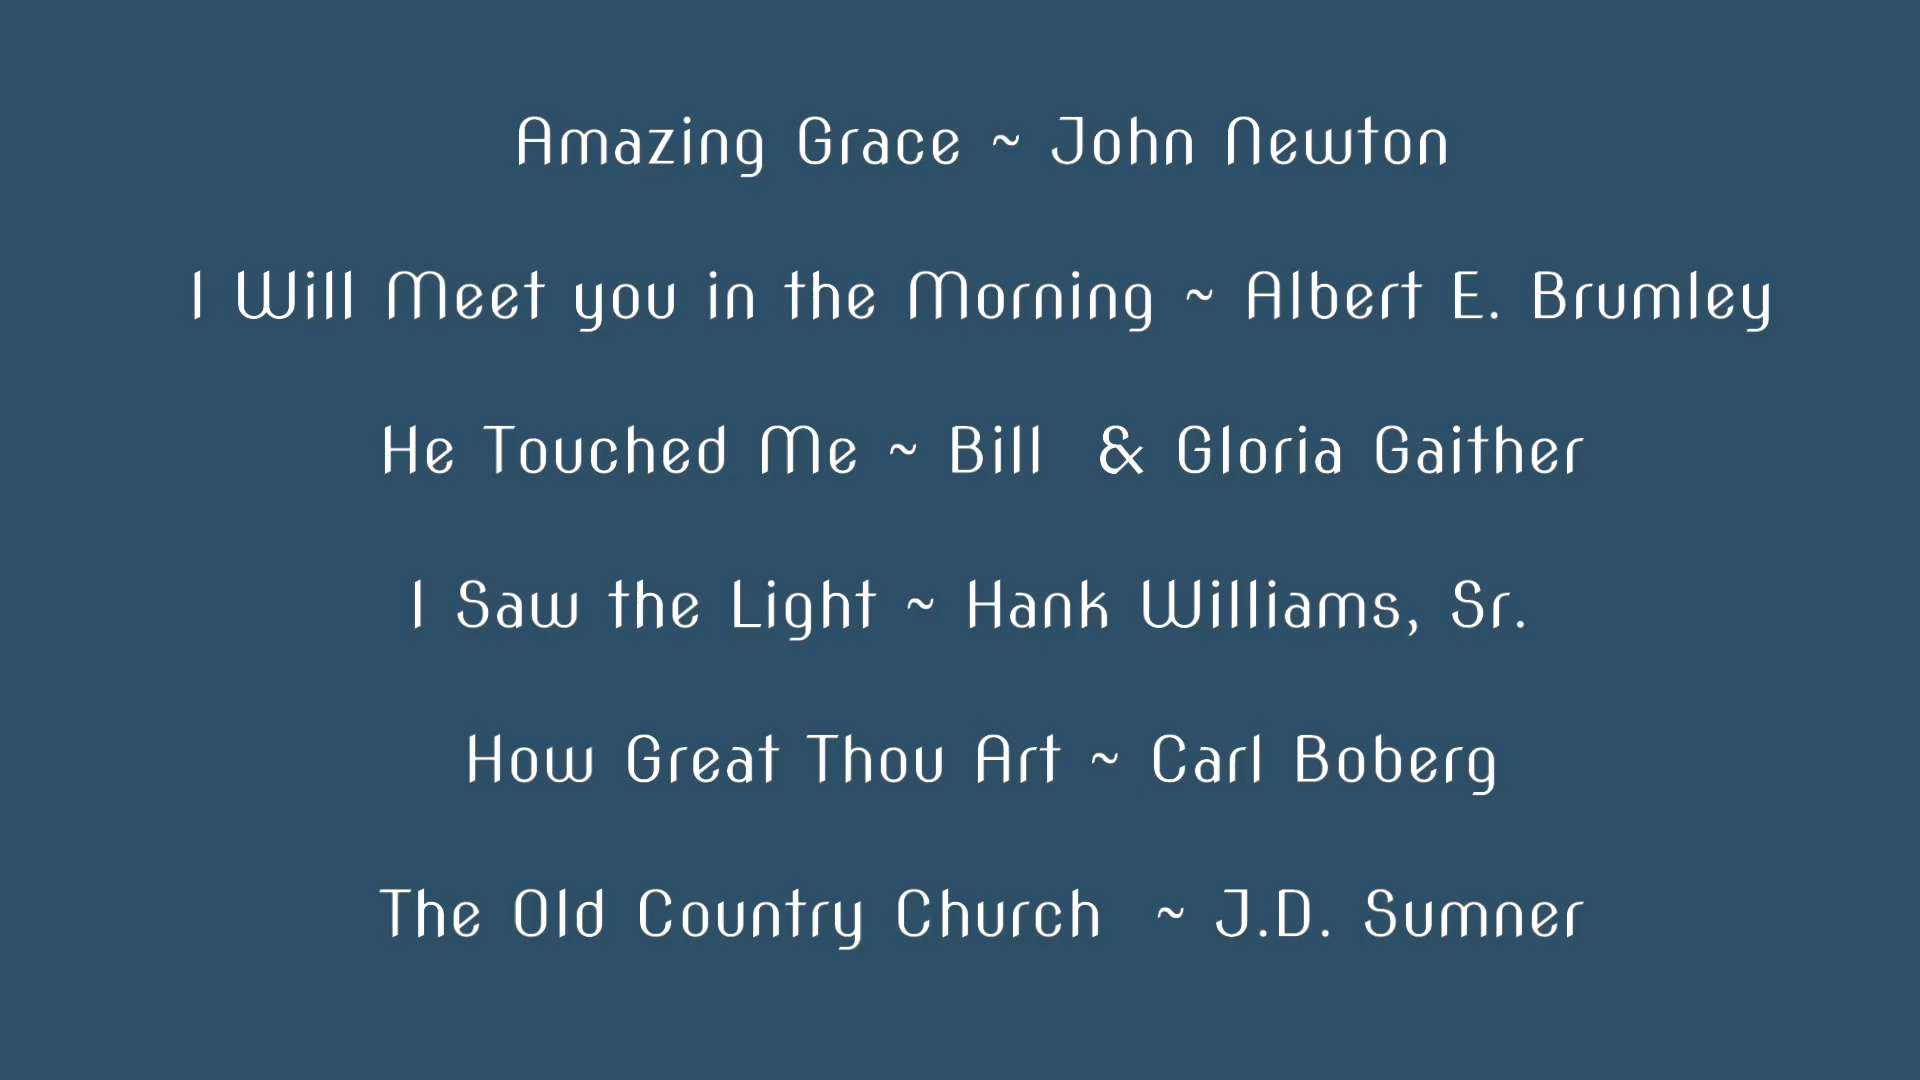 Amazing Grace ~ John Newton
I Will Meet you in the Morning ~ Albert E. Brumley
He Touched Me ~ Bill  & Gloria Gaither
I Saw the Light ~ Hank Williams, Sr.
How Great Thou Art ~ Carl Boberg
The Old Country Church  ~ J.D. Sumner